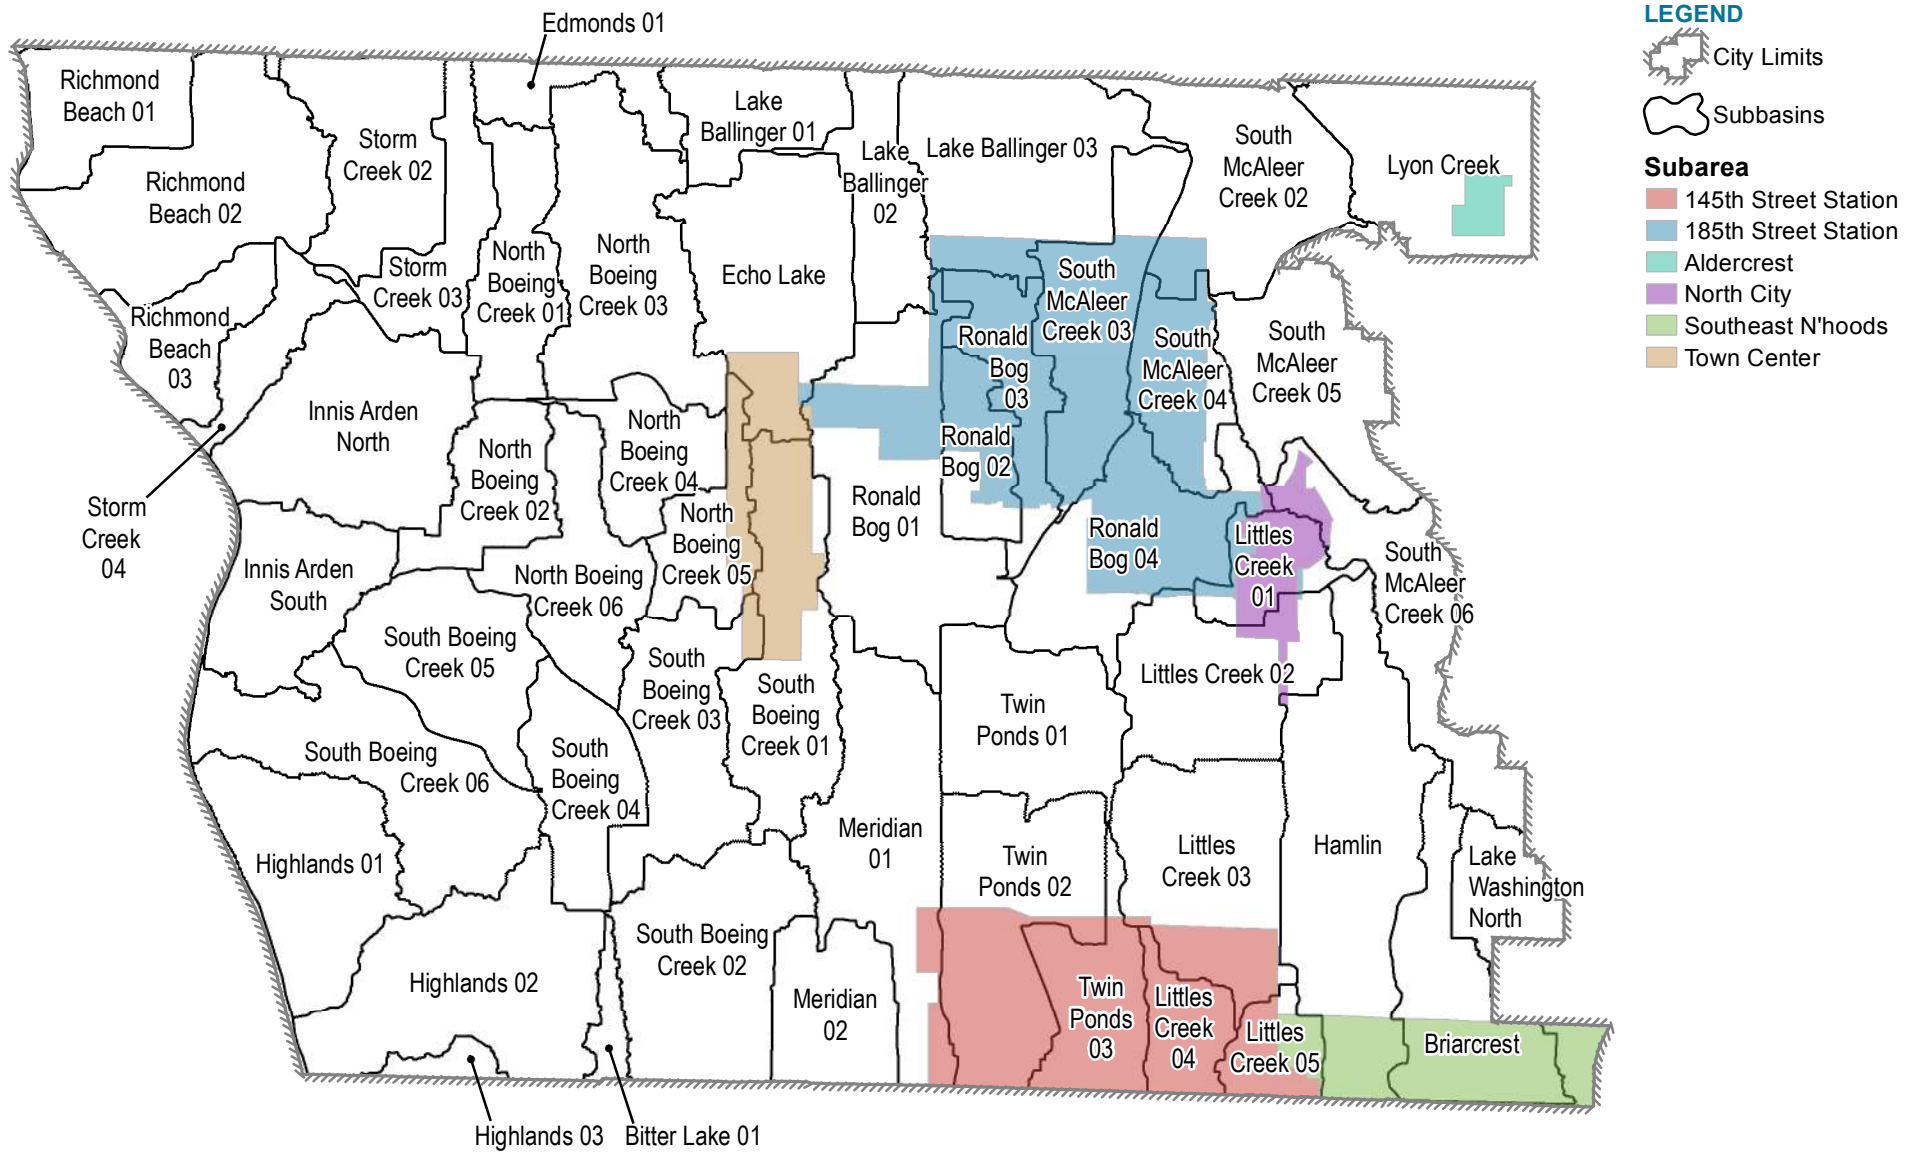 Edmonds 01
LEGEND
City Limits
Subbasins
Subarea
145th Street Station
185th Street Station
Aldercrest
North City
Southeast N'hoods
Town Center
Richmond
Beach 01
Richmond
Beach 02
Storm
Creek 02
Lake
Ballinger 01
Lake
Ballinger
02
Lake Ballinger 03
South
McAleer
Creek 02
Lyon Creek
Richmond
Beach
03
Storm
Creek 03
North
Boeing
Creek 01
North
Boeing
Creek 03
Echo Lake
South
McAleer
Creek 03
Ronald
Bog
03
South
McAleer
Creek 04
South
McAleer
Creek 05
Innis Arden
North
North
Boeing
Creek 02
North
Boeing
Creek 04
Ronald
Bog 02
Storm
Creek
04
North
Boeing
Creek 05
Ronald
Bog 01
Ronald
Bog 04
Littles
Creek
01
South
McAleer
Creek 06
Innis Arden
South
North Boeing
Creek 06
South Boeing
Creek 05
South
Boeing
Creek 03
South
Boeing
Creek 01
Twin
Ponds 01
Littles Creek 02
South Boeing
Creek 06
South
Boeing
Creek 04
Meridian
01
Highlands 01
Twin
Ponds 02
Littles
Creek 03
Hamlin
Lake
Washington
North
Highlands 02
South Boeing
Creek 02
Meridian
02
Twin
Ponds
03
Littles
Creek
04
Littles
Creek 05
Briarcrest
Highlands 03
Bitter Lake 01